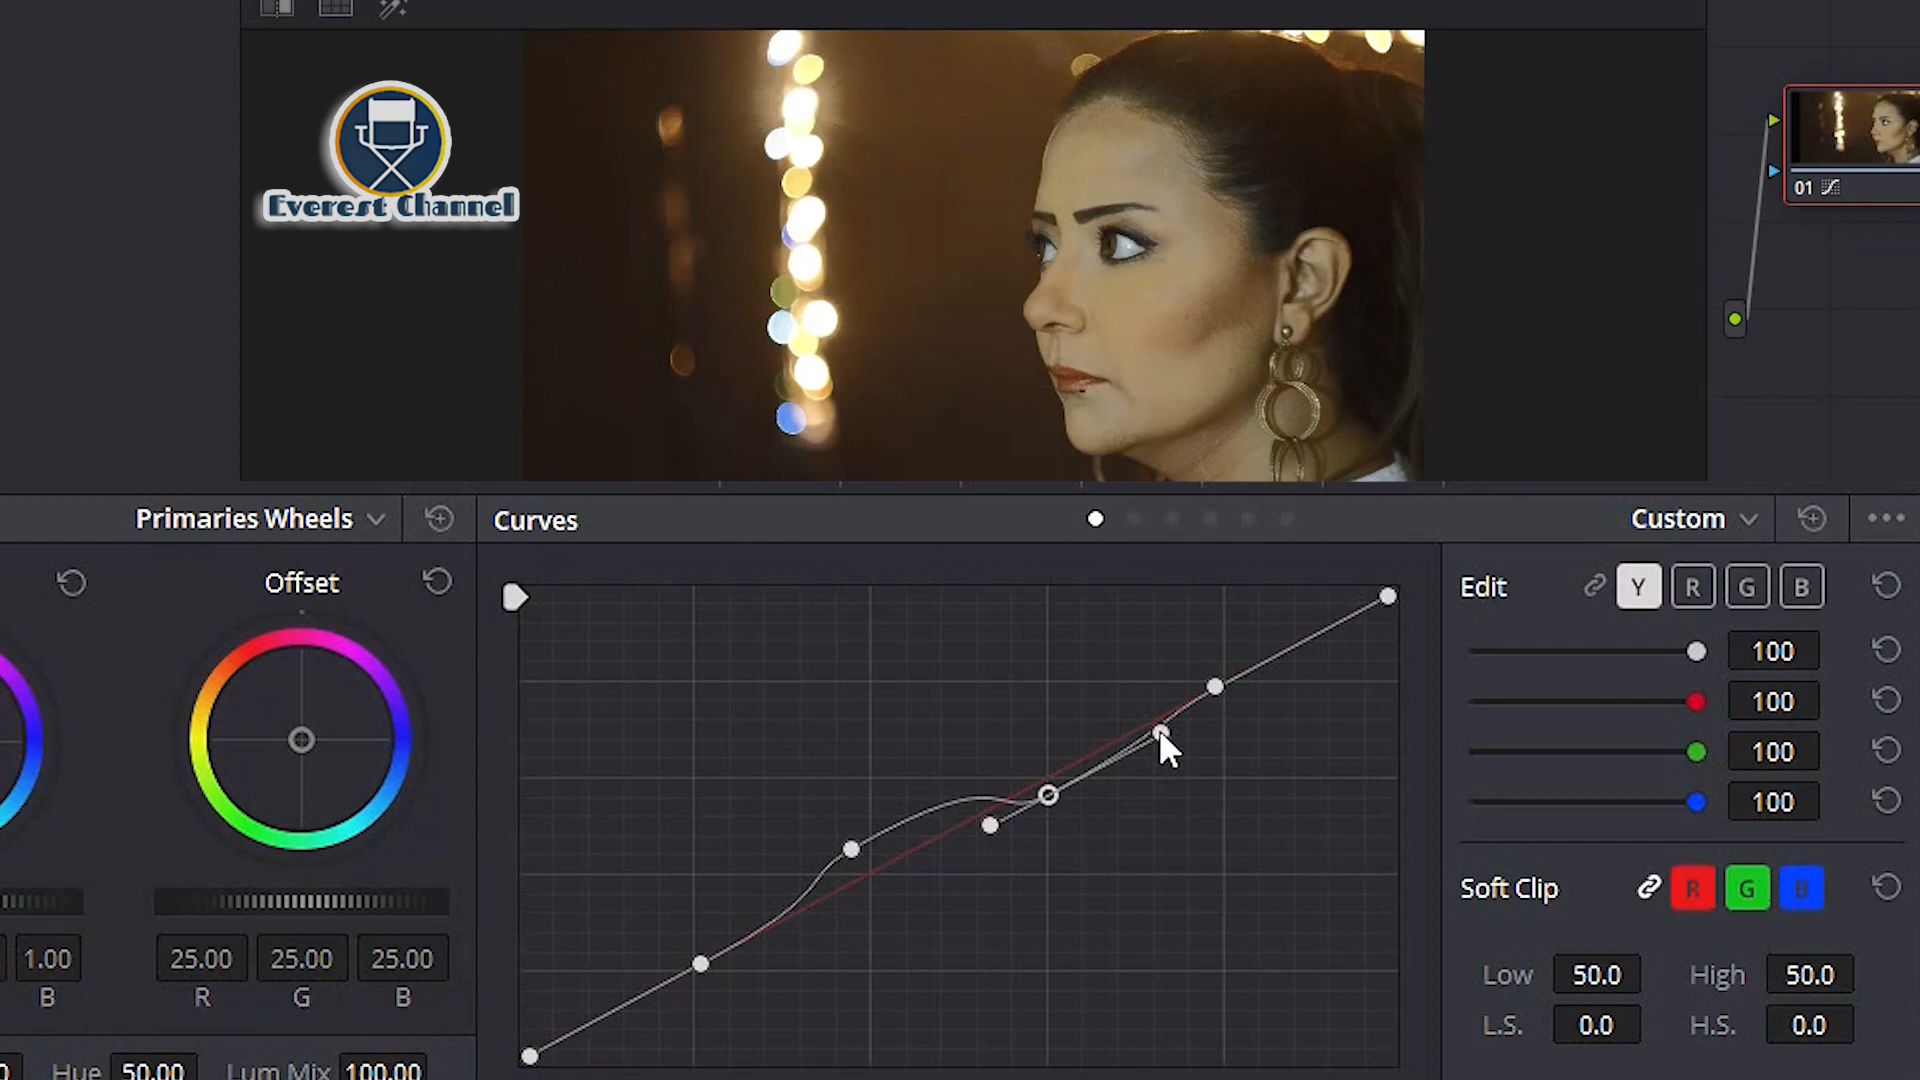 Everest Channel
01
Primaries Wheels
Curves
Custom
Offset
Edit
Y R G B
100
100
100
100
Soft Clip
R G B
1.00
25.00 25.00 25.00
B
R G B
Low 50.0 High 50.0
L.S. 0.0 H.S. 0.0
Hue 50.00 Lum Mix 100.00